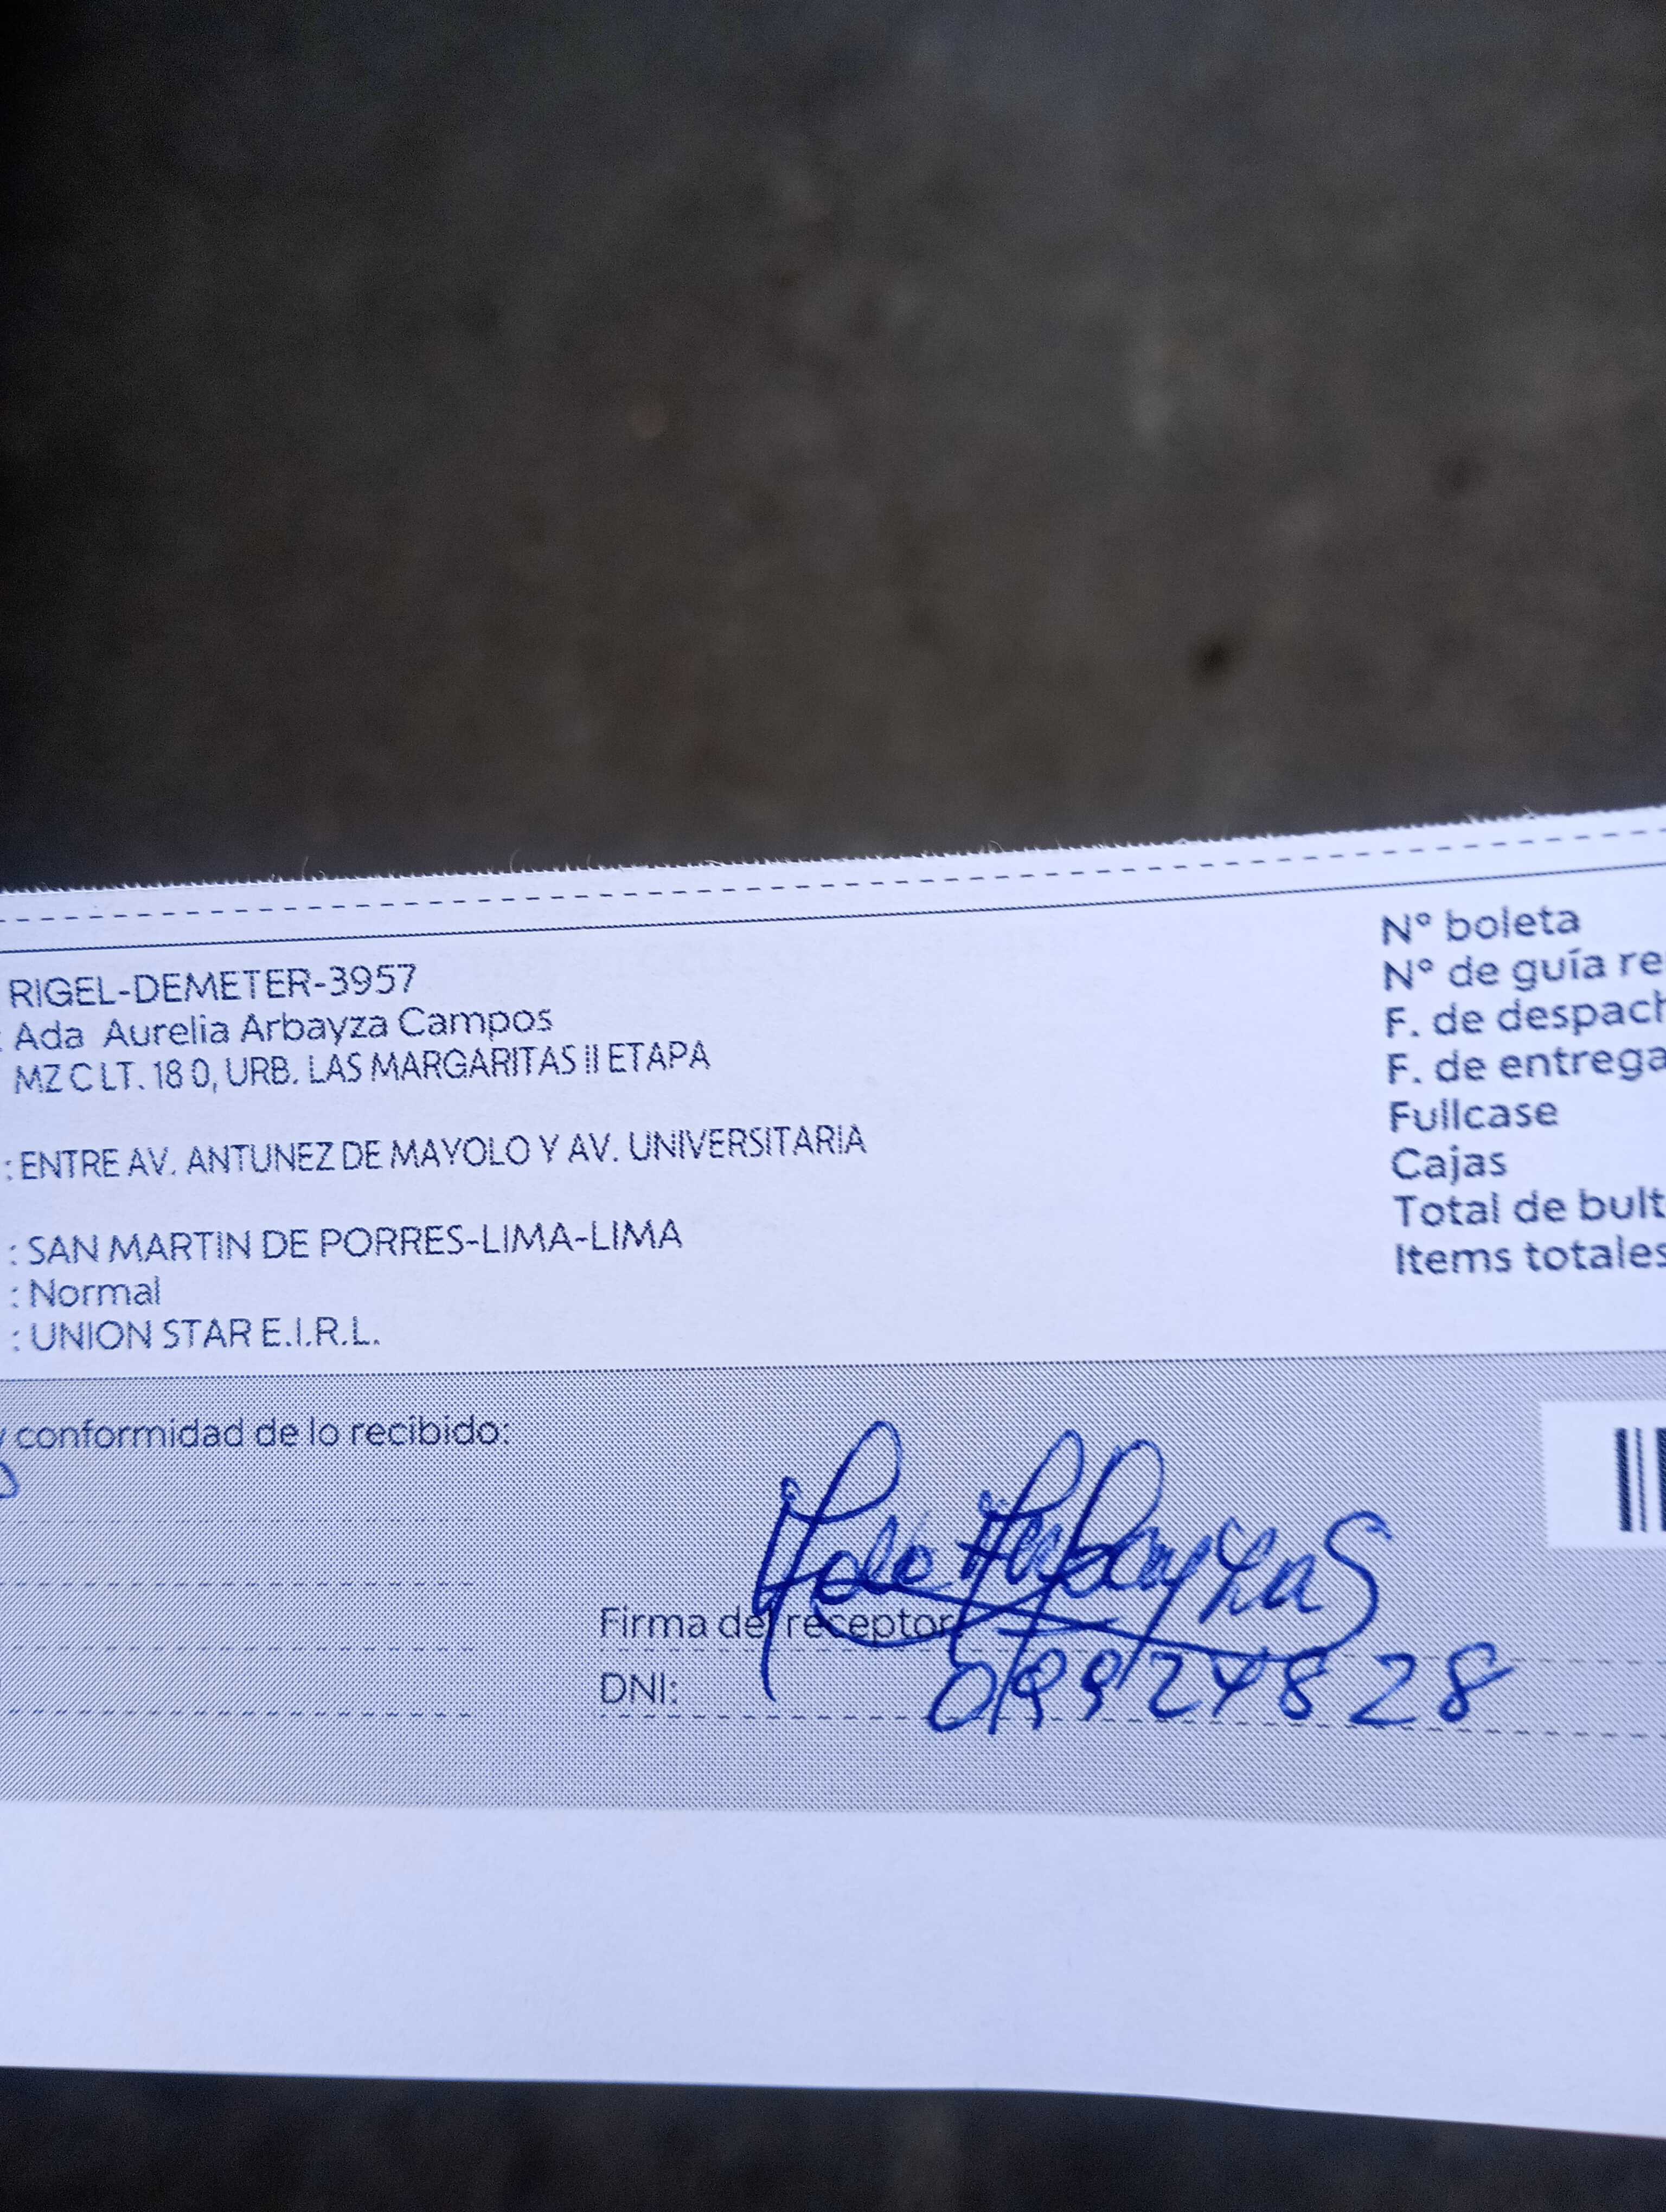 RIGEL-DEMETER-3957
: Ada Aurelia Arbayza Campos
MZ C LT. 18 0, URB. LAS MARGARITAS II ETAPA
: ENTRE AV. ANTUNEZ DE MAYOLO Y AV. UNIVERSITARIA
: SAN MARTIN DE PORRES-LIMA-LIMA
: Normal
: UNION STAR E.I.R.L.
N° boleta
N° de guía re
F. de despach
F. de entrega
Fullcase
Cajas
Total de bult
Items totales
y conformidad de lo recibido:
Firma del receptor:
DNI: